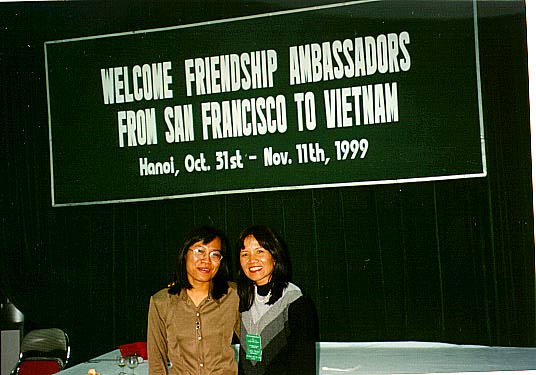 WELCOME FRIENDSHIP AMBASSADORS
FROM SAN FRANCISCO TO VIETNAM
Hanoi, Oct. 31st - Nov. 11th, 1999